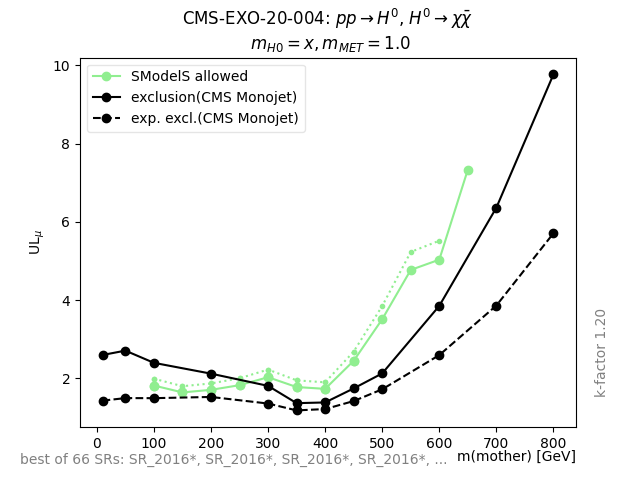 CMS-EXO-20-004: pp → H⁰, H⁰ → χχ̄
m_H0 = x, m_MET = 1.0
SModelS allowed
exclusion(CMS Monojet)
exp. excl.(CMS Monojet)
UL_μ
10
8
6
4
2
0 100 200 300 400 500 600 700 800
m(mother) [GeV]
best of 66 SRs: SR_2016*, SR_2016*, SR_2016*, SR_2016*, ...
k-factor 1.20